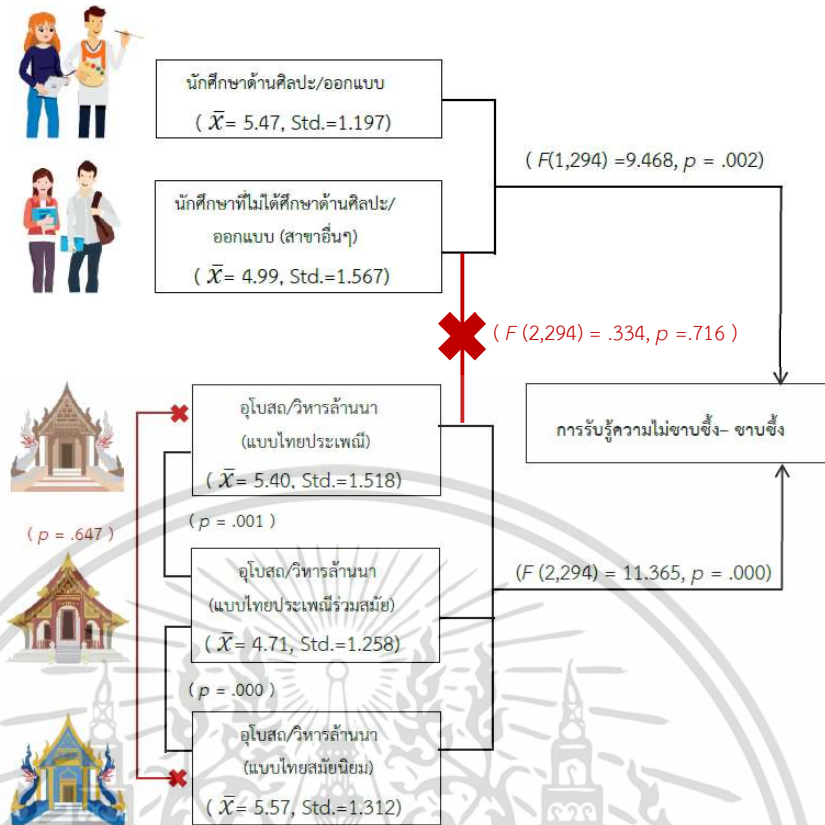 นักศึกษาด้านศิลปะ/ออกแบบ
( x̄ = 5.47, Std.=1.197)
( F(1,294) =9.468, p = .002)
นักศึกษาที่ไม่ได้ศึกษาด้านศิลปะ/
ออกแบบ (สาขาอื่นๆ)
( x̄ = 4.99, Std.=1.567)
( F (2,294) = .334, p =.716 )
อุโบสถ/วิหารล้านนา
(แบบไทยประเพณี)
( x̄ = 5.40, Std.=1.518)
การรับรู้ความไม่ซาบซึ้ง– ซาบซึ้ง
( p = .001 )
( p = .647 )
อุโบสถ/วิหารล้านนา
(แบบไทยประเพณีร่วมสมัย)
( x̄ = 4.71, Std.=1.258)
(F (2,294) = 11.365, p = .000)
( p = .000 )
อุโบสถ/วิหารล้านนา
(แบบไทยสมัยนิยม)
( x̄ = 5.57, Std.=1.312)